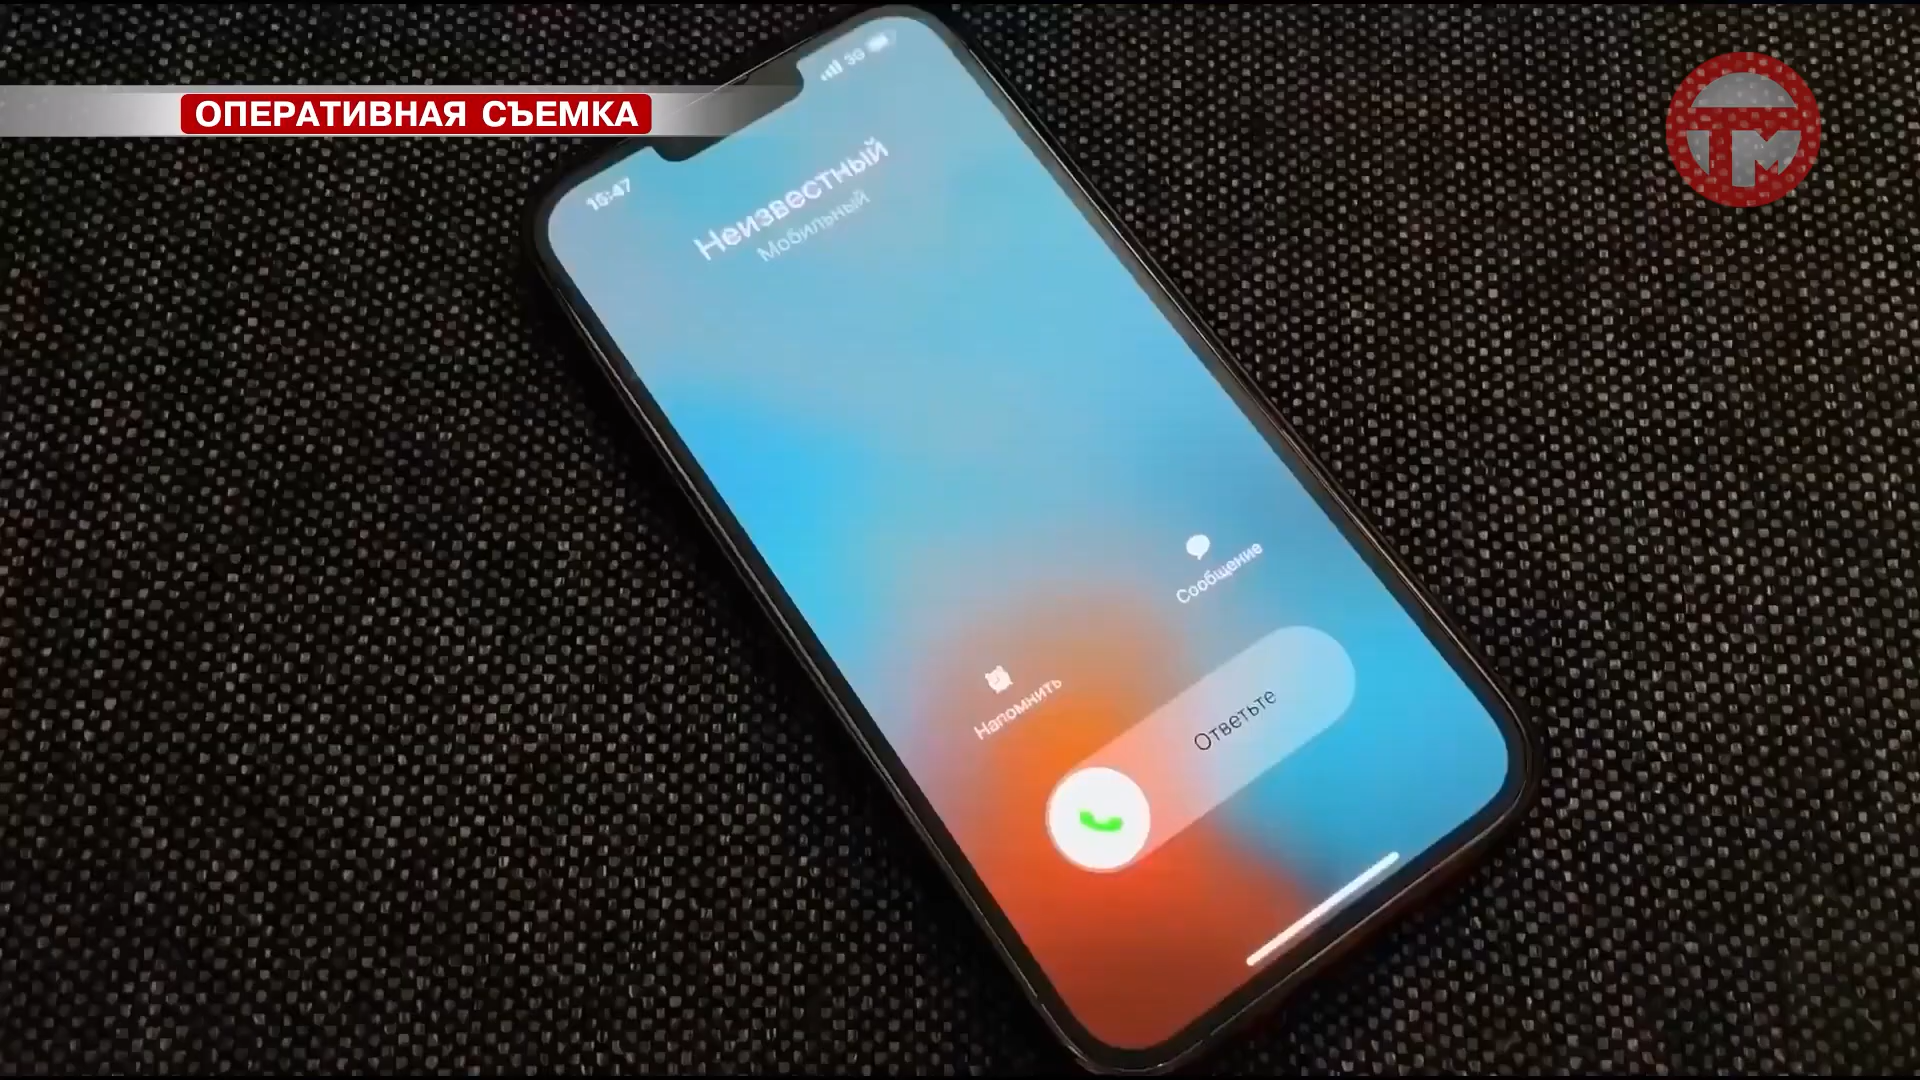 ОПЕРАТИВНАЯ СЪЕМКА
ТМ
3G
16:47
Неизвестный
Мобильный
Сообщение
Напомнить
Ответьте